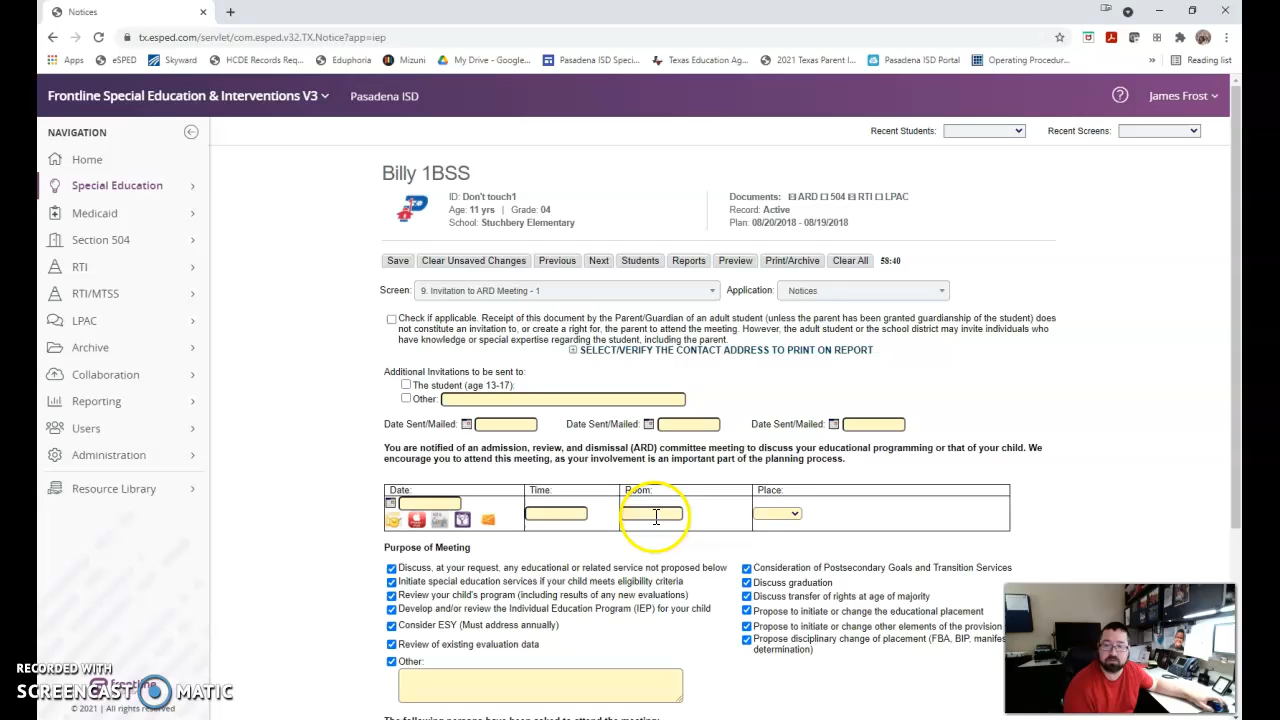 Notices
tx.esped.com/servlet/com.esped.v32.TX.Notice?app=iep
Apps eSPED Skyward HCDE Records Req... Eduphoria Mizuni My Drive - Google... Pasadena ISD Speci... Texas Education Ag... 2021 Texas Parent I... Pasadena ISD Portal Operating Procedur... » Reading list
Frontline Special Education & Interventions V3 Pasadena ISD James Frost
NAVIGATION
Recent Students: Recent Screens:
Home
Special Education
Medicaid
Section 504
RTI
RTI/MTSS
LPAC
Archive
Collaboration
Reporting
Users
Administration
Resource Library
Billy 1BSS
ID: Don't touch1
Age: 11 yrs | Grade: 04
School: Stuchbery Elementary
Documents: ARD 504 RTI LPAC
Record: Active
Plan: 08/20/2018 - 08/19/2018
Save Clear Unsaved Changes Previous Next Students Reports Preview Print/Archive Clear All 58:40
Screen: 9. Invitation to ARD Meeting - 1 Application: Notices
Check if applicable. Receipt of this document by the Parent/Guardian of an adult student (unless the parent has been granted guardianship of the student) does
not constitute an invitation to, or create a right for, the parent to attend the meeting. However, the adult student or the school district may invite individuals who
have knowledge or special expertise regarding the student, including the parent.
SELECT/VERIFY THE CONTACT ADDRESS TO PRINT ON REPORT
Additional Invitations to be sent to:
The student (age 13-17):
Other:
Date Sent/Mailed: Date Sent/Mailed: Date Sent/Mailed:
You are notified of an admission, review, and dismissal (ARD) committee meeting to discuss your educational programming or that of your child. We
encourage you to attend this meeting, as your involvement is an important part of the planning process.
Date: Time: Room: Place:
Purpose of Meeting
Discuss, at your request, any educational or related service not proposed below
Initiate special education services if your child meets eligibility criteria
Review your child's program (including results of any new evaluations)
Develop and/or review the Individual Education Program (IEP) for your child
Consider ESY (Must address annually)
Review of existing evaluation data
Other:
Consideration of Postsecondary Goals and Transition Services
Discuss graduation
Discuss transfer of rights at age of majority
Propose to initiate or change the educational placement
Propose to initiate or change other elements of the provision
Propose disciplinary change of placement (FBA, BIP, manifes
determination)
RECORDED WITH
SCREENCAST MATIC
frontline
© 2021 | All rights reserved
The following persons have been asked to attend the meeting: